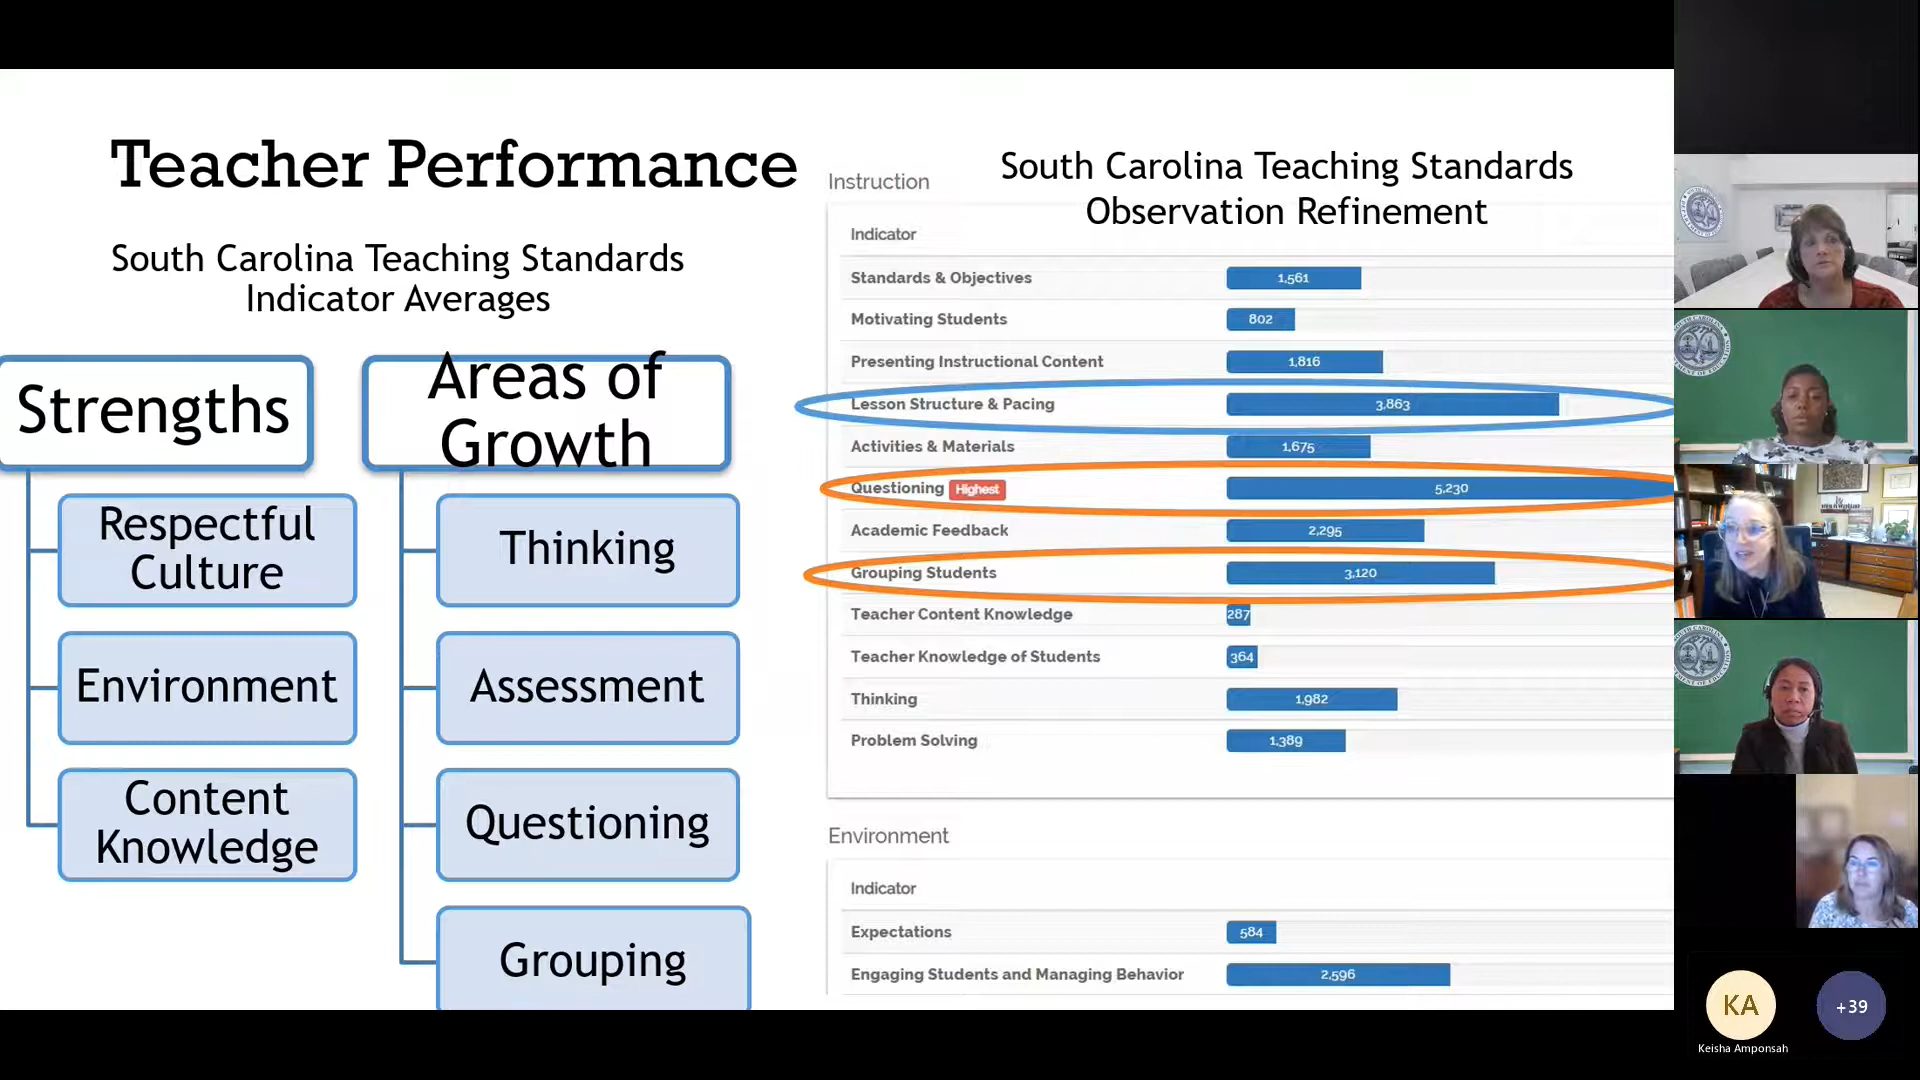 Teacher Performance
South Carolina Teaching Standards
Indicator Averages
Strengths
Respectful
Culture
Environment
Content
Knowledge
Areas of
Growth
Thinking
Assessment
Questioning
Grouping
South Carolina Teaching Standards
Observation Refinement
Instruction
Indicator
Standards & Objectives 1,561
Motivating Students 802
Presenting Instructional Content 1,816
Lesson Structure & Pacing 3,863
Activities & Materials 1,675
Questioning Highest 5,230
Academic Feedback 2,295
Grouping Students 3,120
Teacher Content Knowledge 287
Teacher Knowledge of Students 364
Thinking 1,982
Problem Solving 1,389
Environment
Indicator
Expectations 584
Engaging Students and Managing Behavior 2,596
KA
Keisha Amponsah
+39